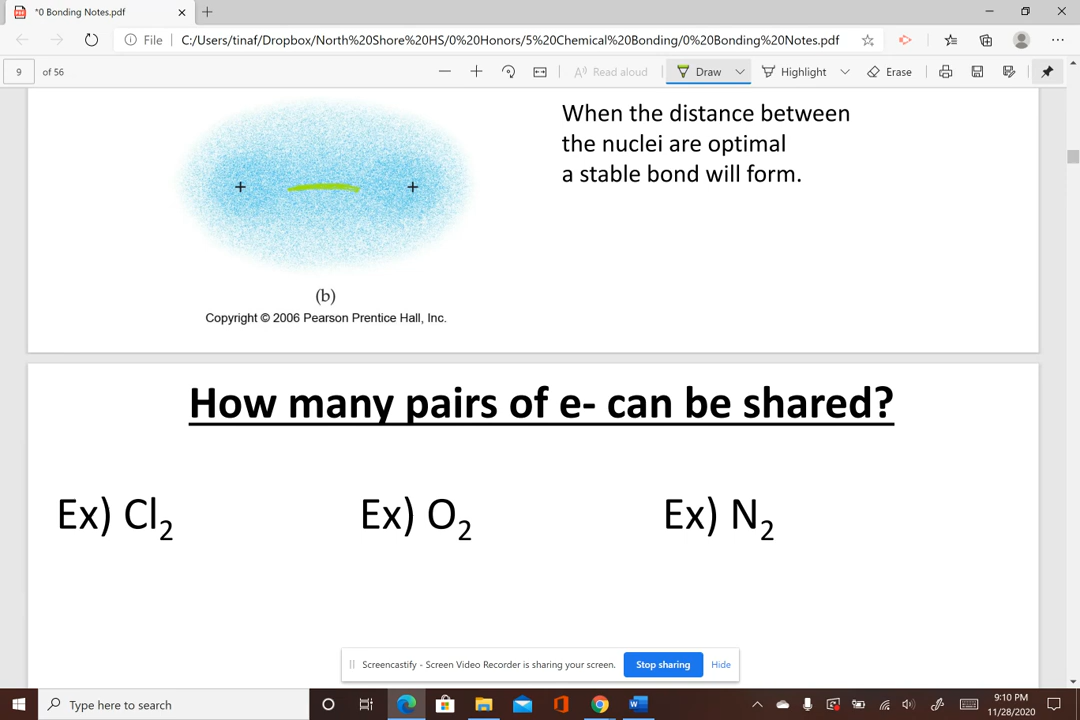 *0 Bonding Notes.pdf
File
C:/Users/tinaf/Dropbox/North%20Shore%20HS/0%20Honors/5%20Chemical%20Bonding/0%20Bonding%20Notes.pdf
9 of 56
Read aloud
Draw
Highlight
Erase
When the distance between
the nuclei are optimal
a stable bond will form.
+ +
(b)
Copyright © 2006 Pearson Prentice Hall, Inc.
How many pairs of e- can be shared?
Ex) Cl₂ Ex) O₂ Ex) N₂
Screencastify - Screen Video Recorder is sharing your screen.
Stop sharing
Hide
Type here to search
9:10 PM
11/28/2020